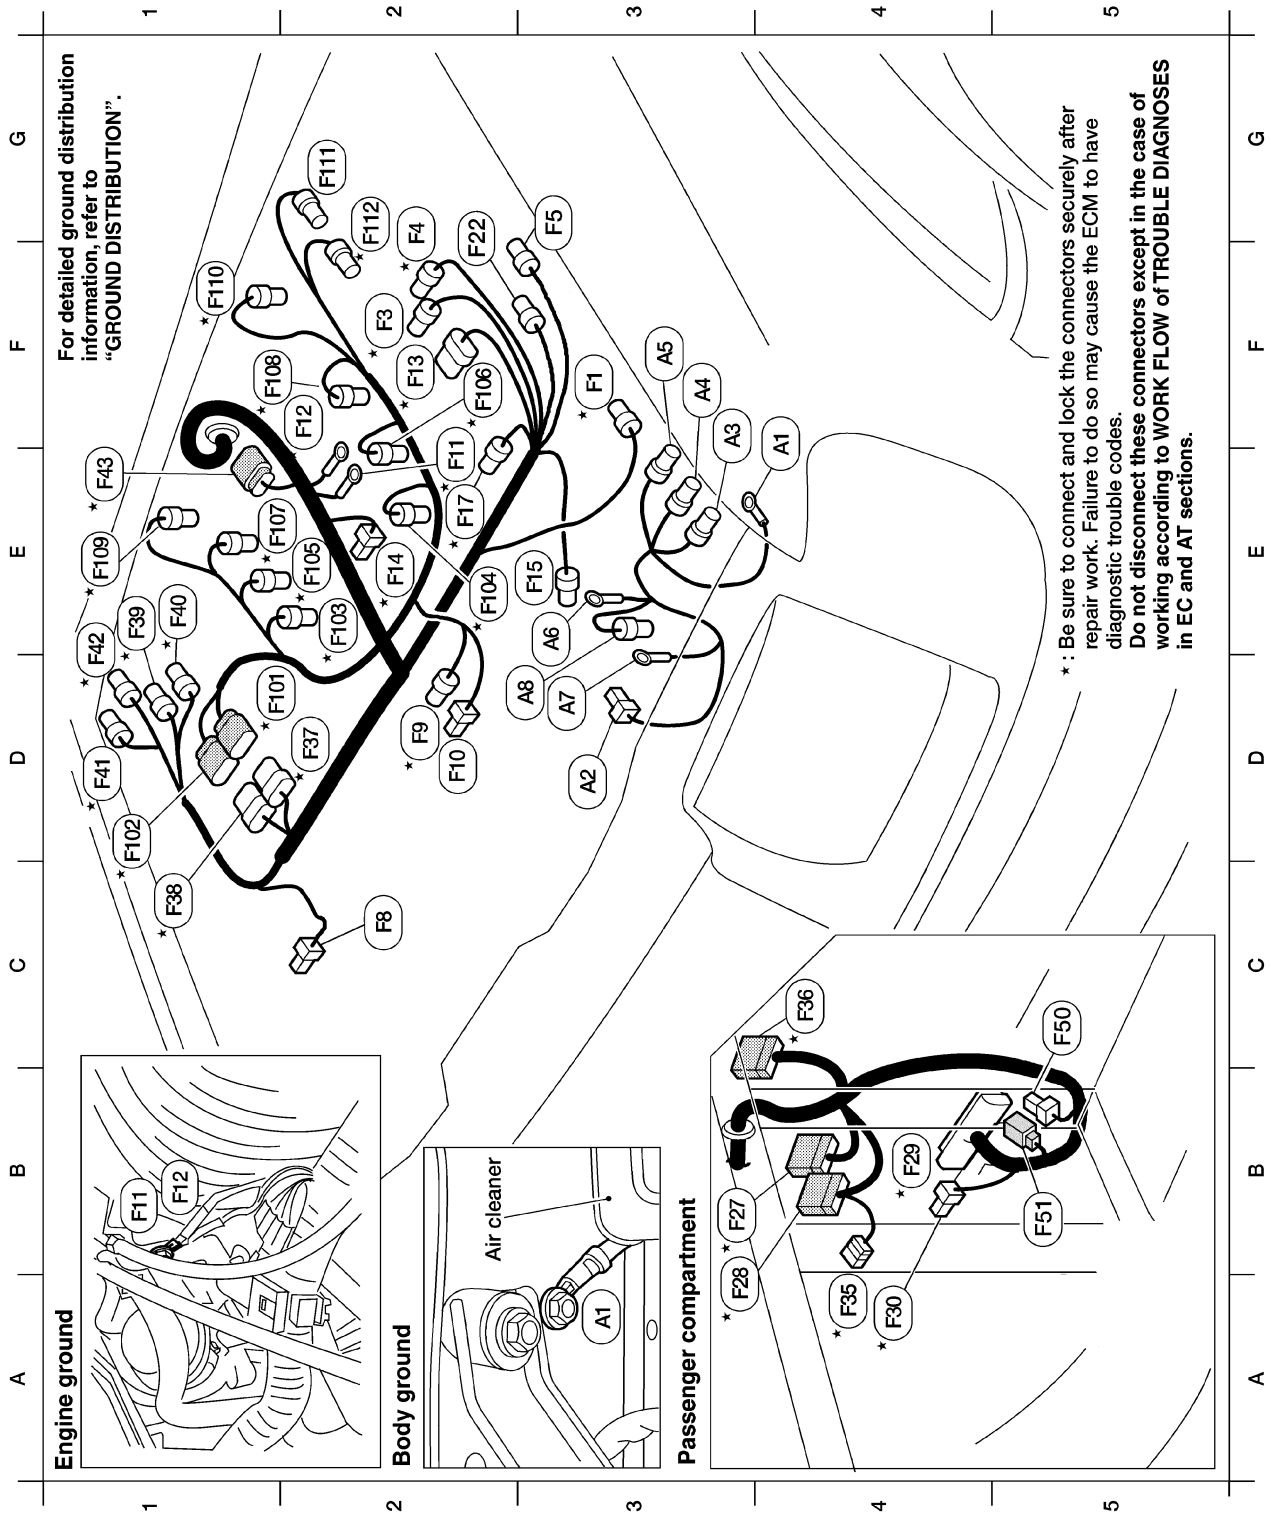 A
B
C
D
E
F
G
1
2
3
4
5
For detailed ground distribution
information, refer to
“GROUND DISTRIBUTION”.
Engine ground
F11
F12
Body ground
Air cleaner
A1
Passenger compartment
★ F27
★ F28
F36 ★
★ F29
★ F35
★ F30
F50
F51
★ F41
★ F42
★ F39
★ F40
★ F102
★ F38
F8
F101 ★
F37 ★
★ F109
★ F43
F107 ★
F105 ★
F103 ★
★ F110
F108 ★
F12 ★
F111
F112 ★
F4 ★
F3 ★
F13 ★
F106 ★
F11 ★
F17 ★
F14 ★
F104 ★
F22
F5
F1 ★
F15
F9 ★
F10
A5
A4
A3
A1
A6
A8
A7
A2
★ : Be sure to connect and lock the connectors securely after
repair work. Failure to do so may cause the ECM to have
diagnostic trouble codes.
Do not disconnect these connectors except in the case of
working according to WORK FLOW of TROUBLE DIAGNOSES
in EC and AT sections.
1
2
3
4
5
A
B
C
D
E
F
G